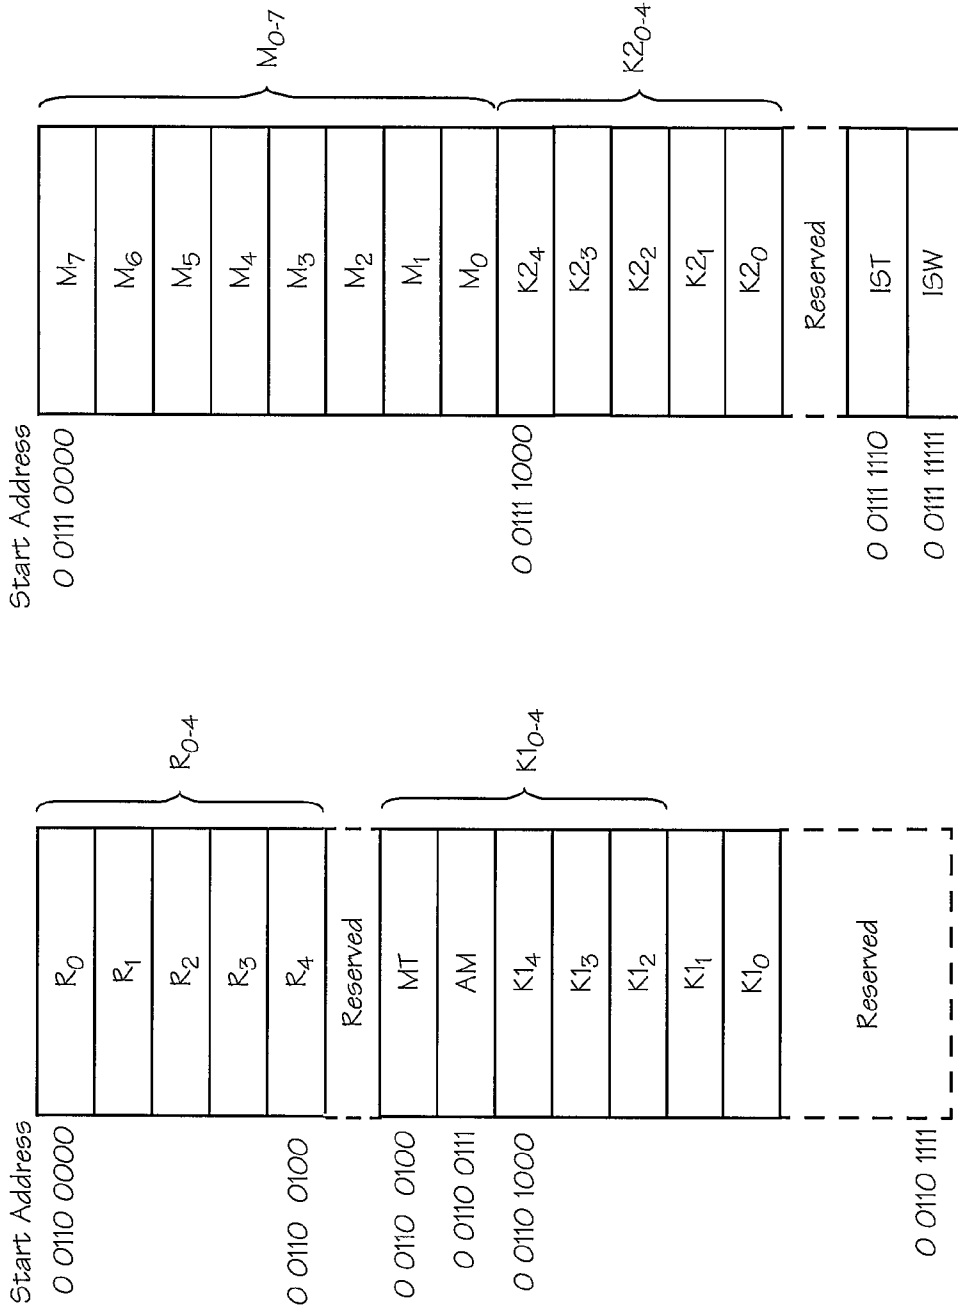 Start Address
0 0110 0000
R0
R1
R2
R3
0 0110 0100
R4
R0-4
Reserved
0 0110 0100
MT
0 0110 0111
AM
0 0110 1000
K14
K13
K12
K10-4
K11
K10
Reserved
0 0110 1111
Start Address
0 0111 0000
M7
M6
M5
M4
M3
M2
M1
M0
M0-7
0 0111 1000
K24
K23
K22
K21
K20
K20-4
Reserved
0 0111 1110
IST
0 0111 11111
ISW